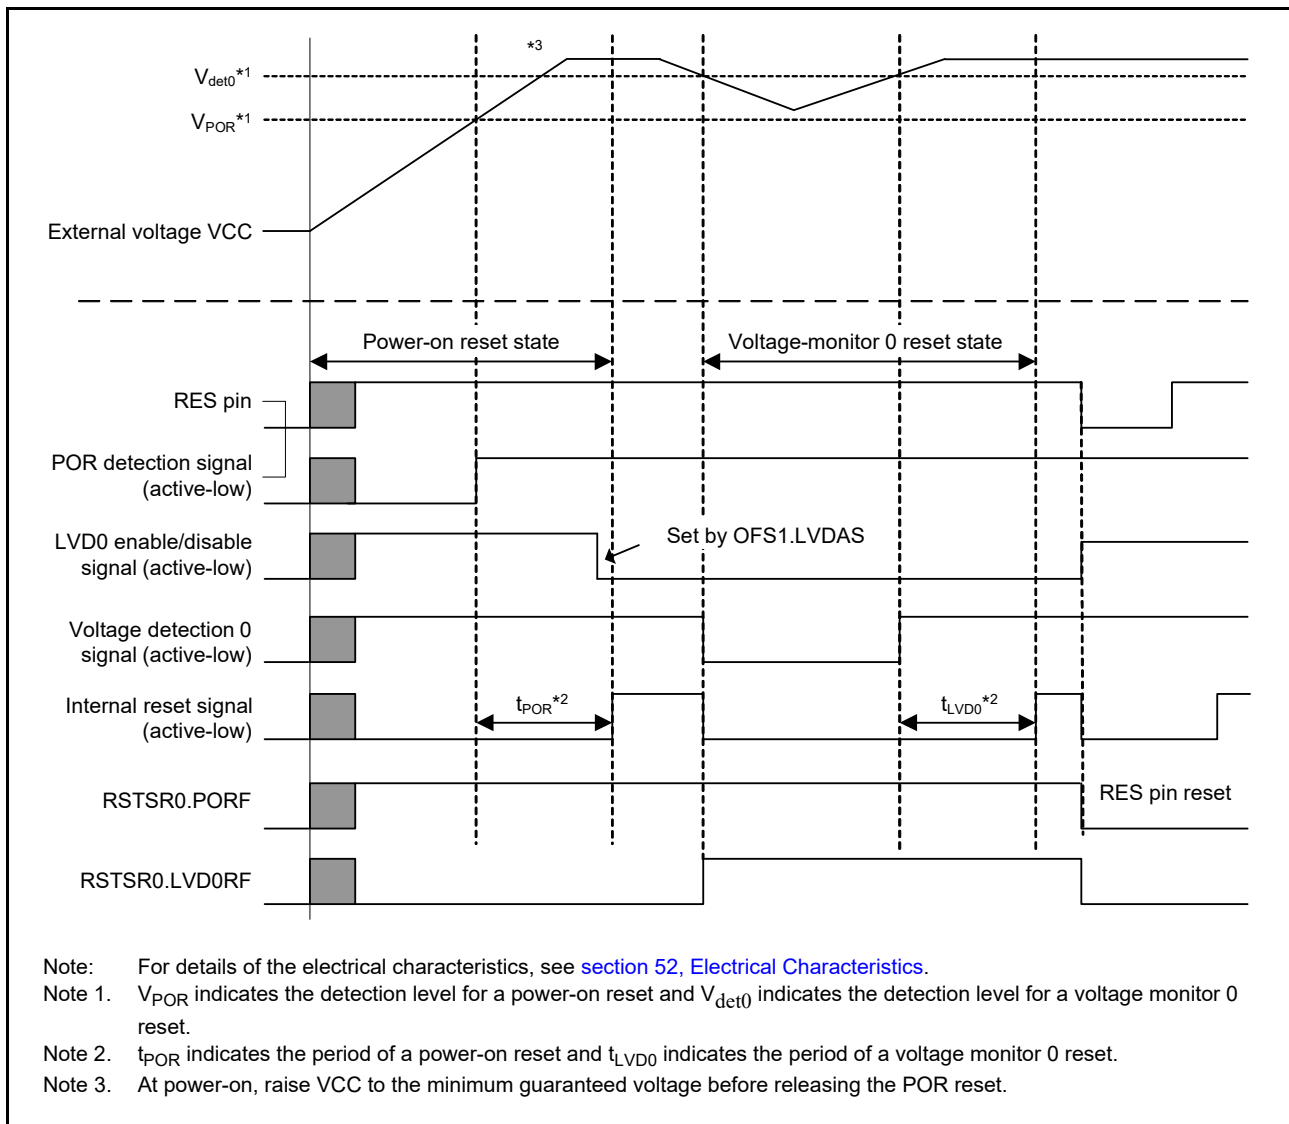 *3
Vdet0*1
VPOR*1
External voltage VCC
Power-on reset state
Voltage-monitor 0 reset state
RES pin
POR detection signal
(active-low)
LVD0 enable/disable
signal (active-low)
Set by OFS1.LVDAS
Voltage detection 0
signal (active-low)
Internal reset signal
(active-low)
tPOR*2
tLVD0*2
RSTSR0.PORF
RES pin reset
RSTSR0.LVD0RF
Note: For details of the electrical characteristics, see section 52, Electrical Characteristics.
Note 1. VPOR indicates the detection level for a power-on reset and Vdet0 indicates the detection level for a voltage monitor 0
reset.
Note 2. tPOR indicates the period of a power-on reset and tLVD0 indicates the period of a voltage monitor 0 reset.
Note 3. At power-on, raise VCC to the minimum guaranteed voltage before releasing the POR reset.